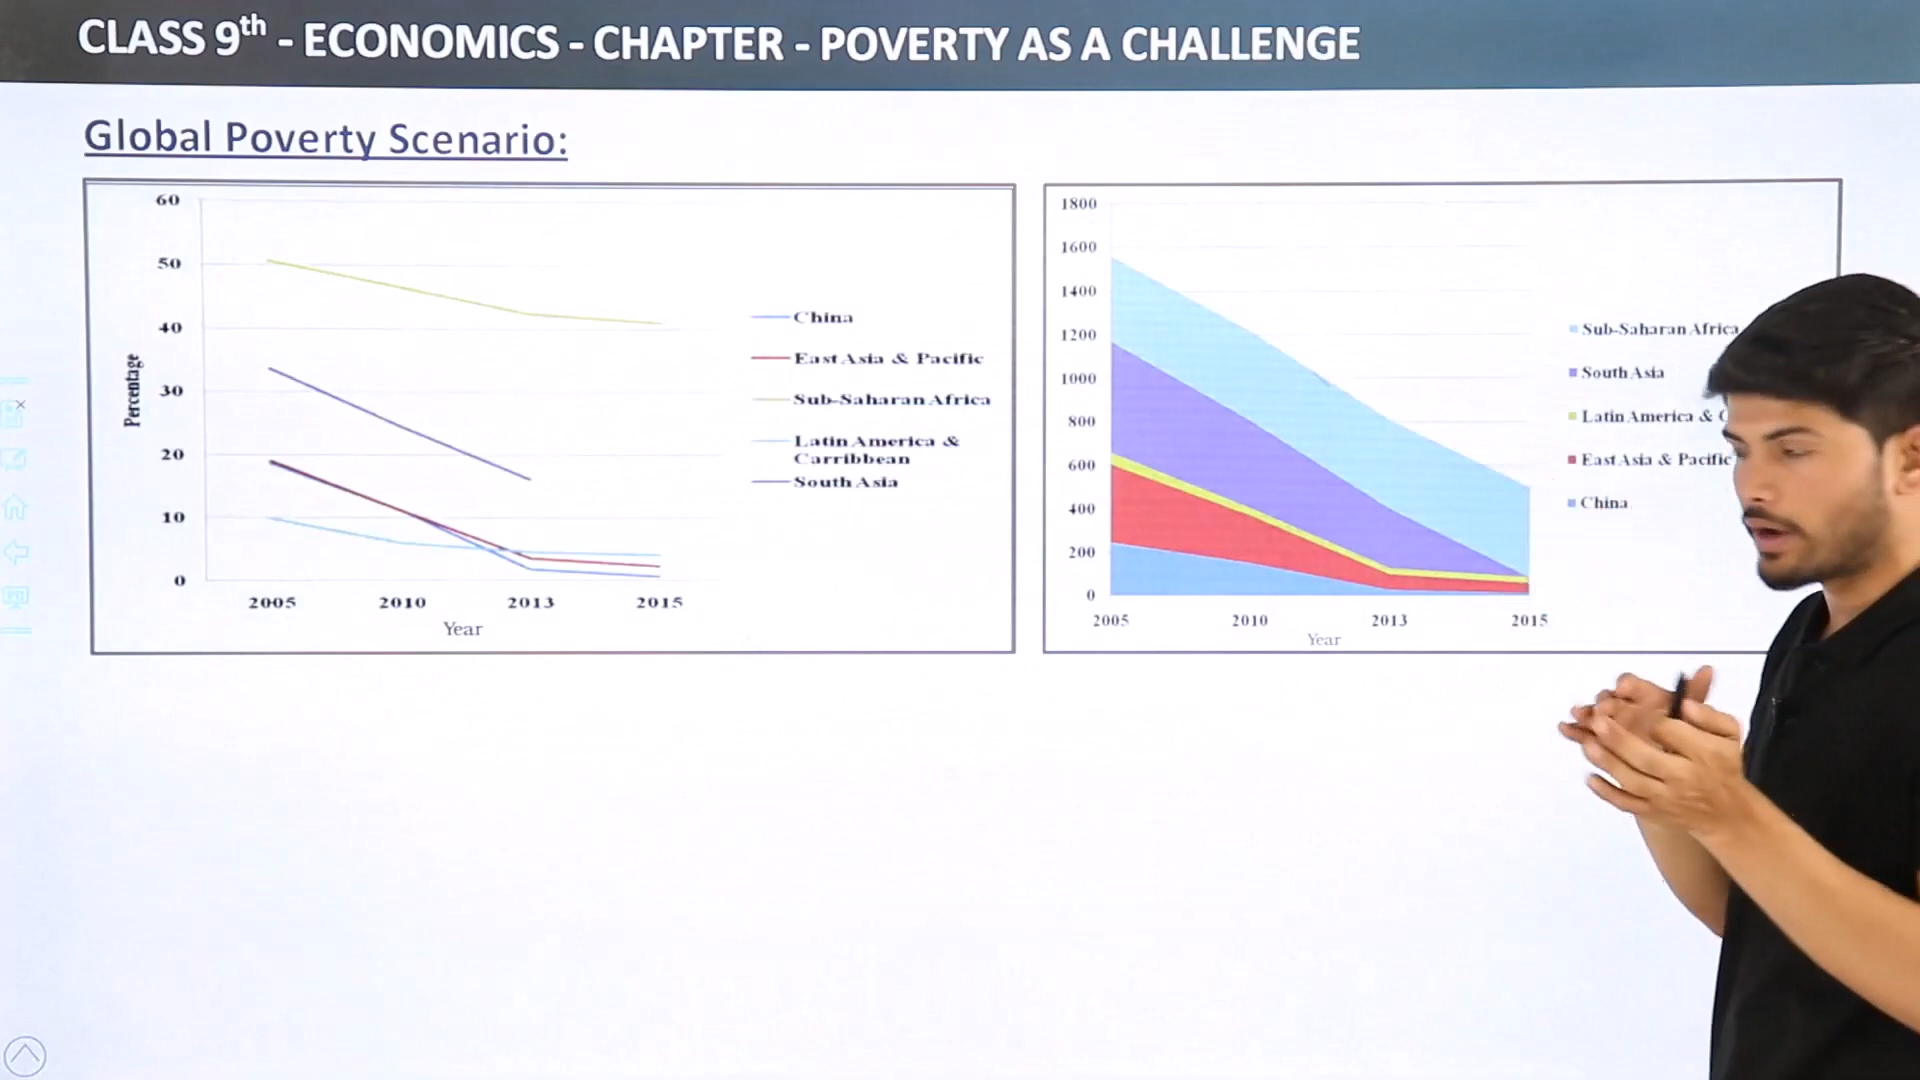 CLASS 9th - ECONOMICS - CHAPTER - POVERTY AS A CHALLENGE
Global Poverty Scenario:
60
50
40
30
20
10
0
Percentage
2005 2010 2013 2015
Year
China
East Asia & Pacific
Sub-Saharan Africa
Latin America &
Carribbean
South Asia
1800
1600
1400
1200
1000
800
600
400
200
0
2005 2010 2013 2015
Year
Sub-Saharan Africa
South Asia
Latin America &
East Asia & Pacific
China